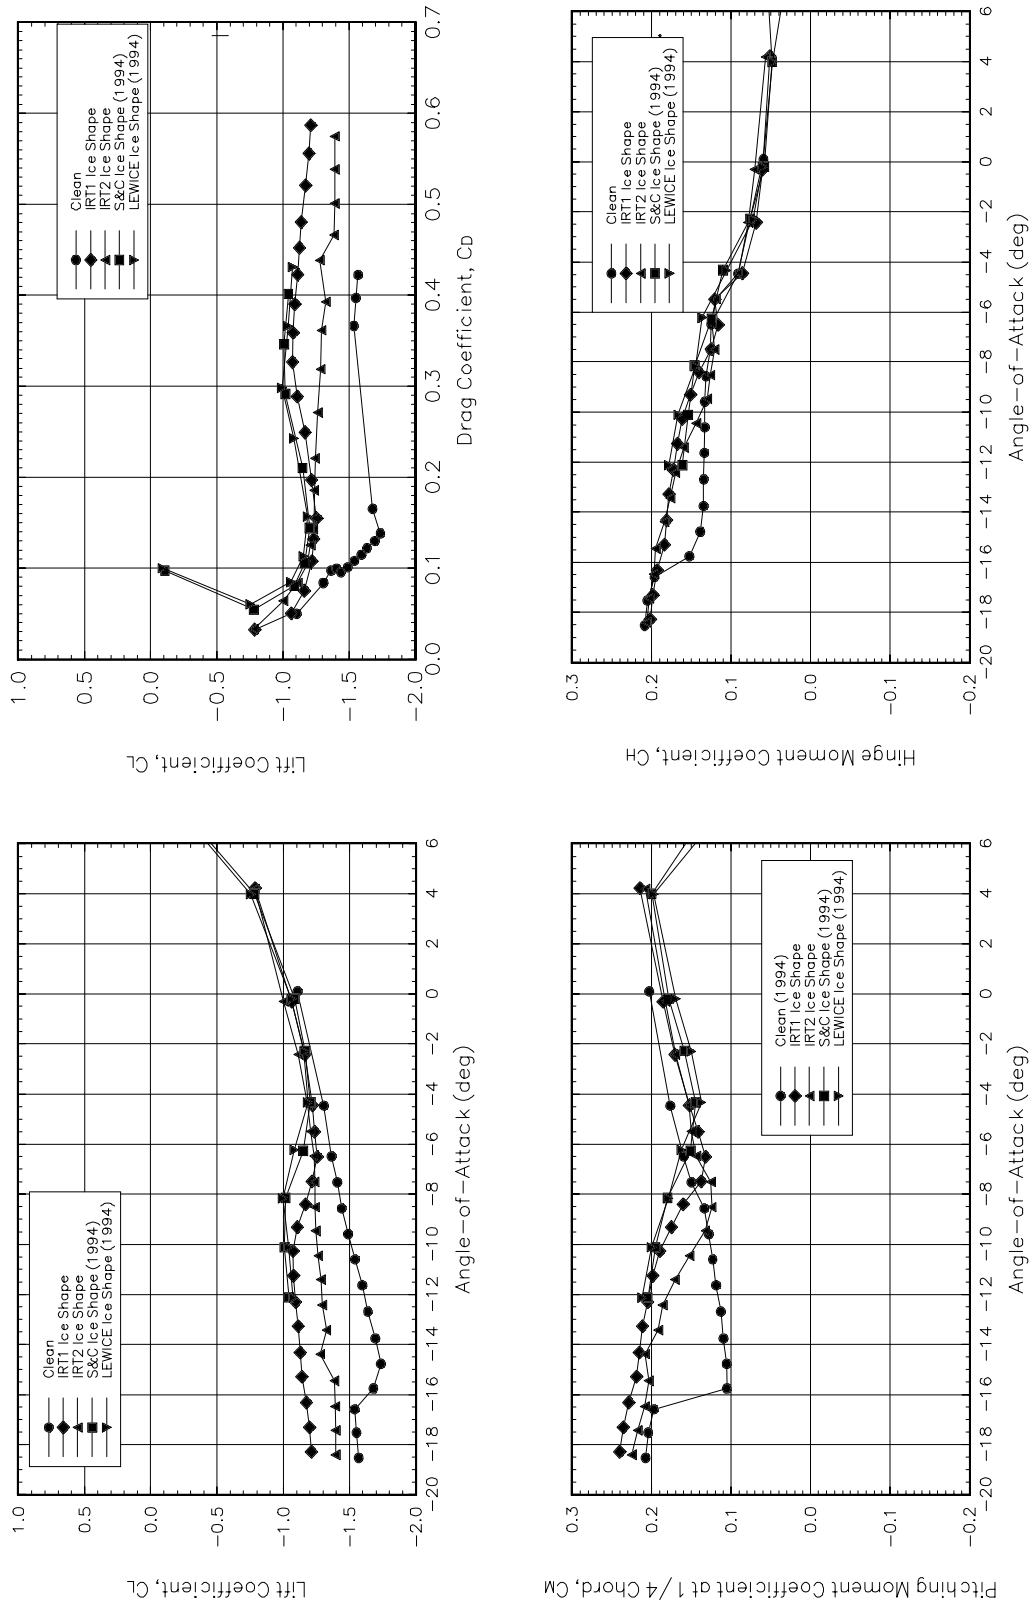 Lift Coefficient, CL
1.0
0.5
0.0
−0.5
−1.0
−1.5
−2.0
Clean
IRT1 Ice Shape
IRT2 Ice Shape
S&C Ice Shape (1994)
LEWICE Ice Shape (1994)
−20 −18 −16 −14 −12 −10 −8 −6 −4 −2 0 2 4 6
Angle−of−Attack (deg)
Lift Coefficient, CL
1.0
0.5
0.0
−0.5
−1.0
−1.5
−2.0
Clean
IRT1 Ice Shape
IRT2 Ice Shape
S&C Ice Shape (1994)
LEWICE Ice Shape (1994)
0.0 0.1 0.2 0.3 0.4 0.5 0.6 0.7
Drag Coefficient, CD
Pitching Moment Coefficient at 1/4 Chord, CM
0.3
0.2
0.1
0.0
−0.1
−0.2
Clean (1994)
IRT1 Ice Shape
IRT2 Ice Shape
S&C Ice Shape (1994)
LEWICE Ice Shape (1994)
−20 −18 −16 −14 −12 −10 −8 −6 −4 −2 0 2 4 6
Angle−of−Attack (deg)
Hinge Moment Coefficient, CH
0.3
0.2
0.1
0.0
−0.1
−0.2
Clean
IRT1 Ice Shape
IRT2 Ice Shape
S&C Ice Shape (1994)
LEWICE Ice Shape (1994)
−20 −18 −16 −14 −12 −10 −8 −6 −4 −2 0 2 4 6
Angle−of−Attack (deg)